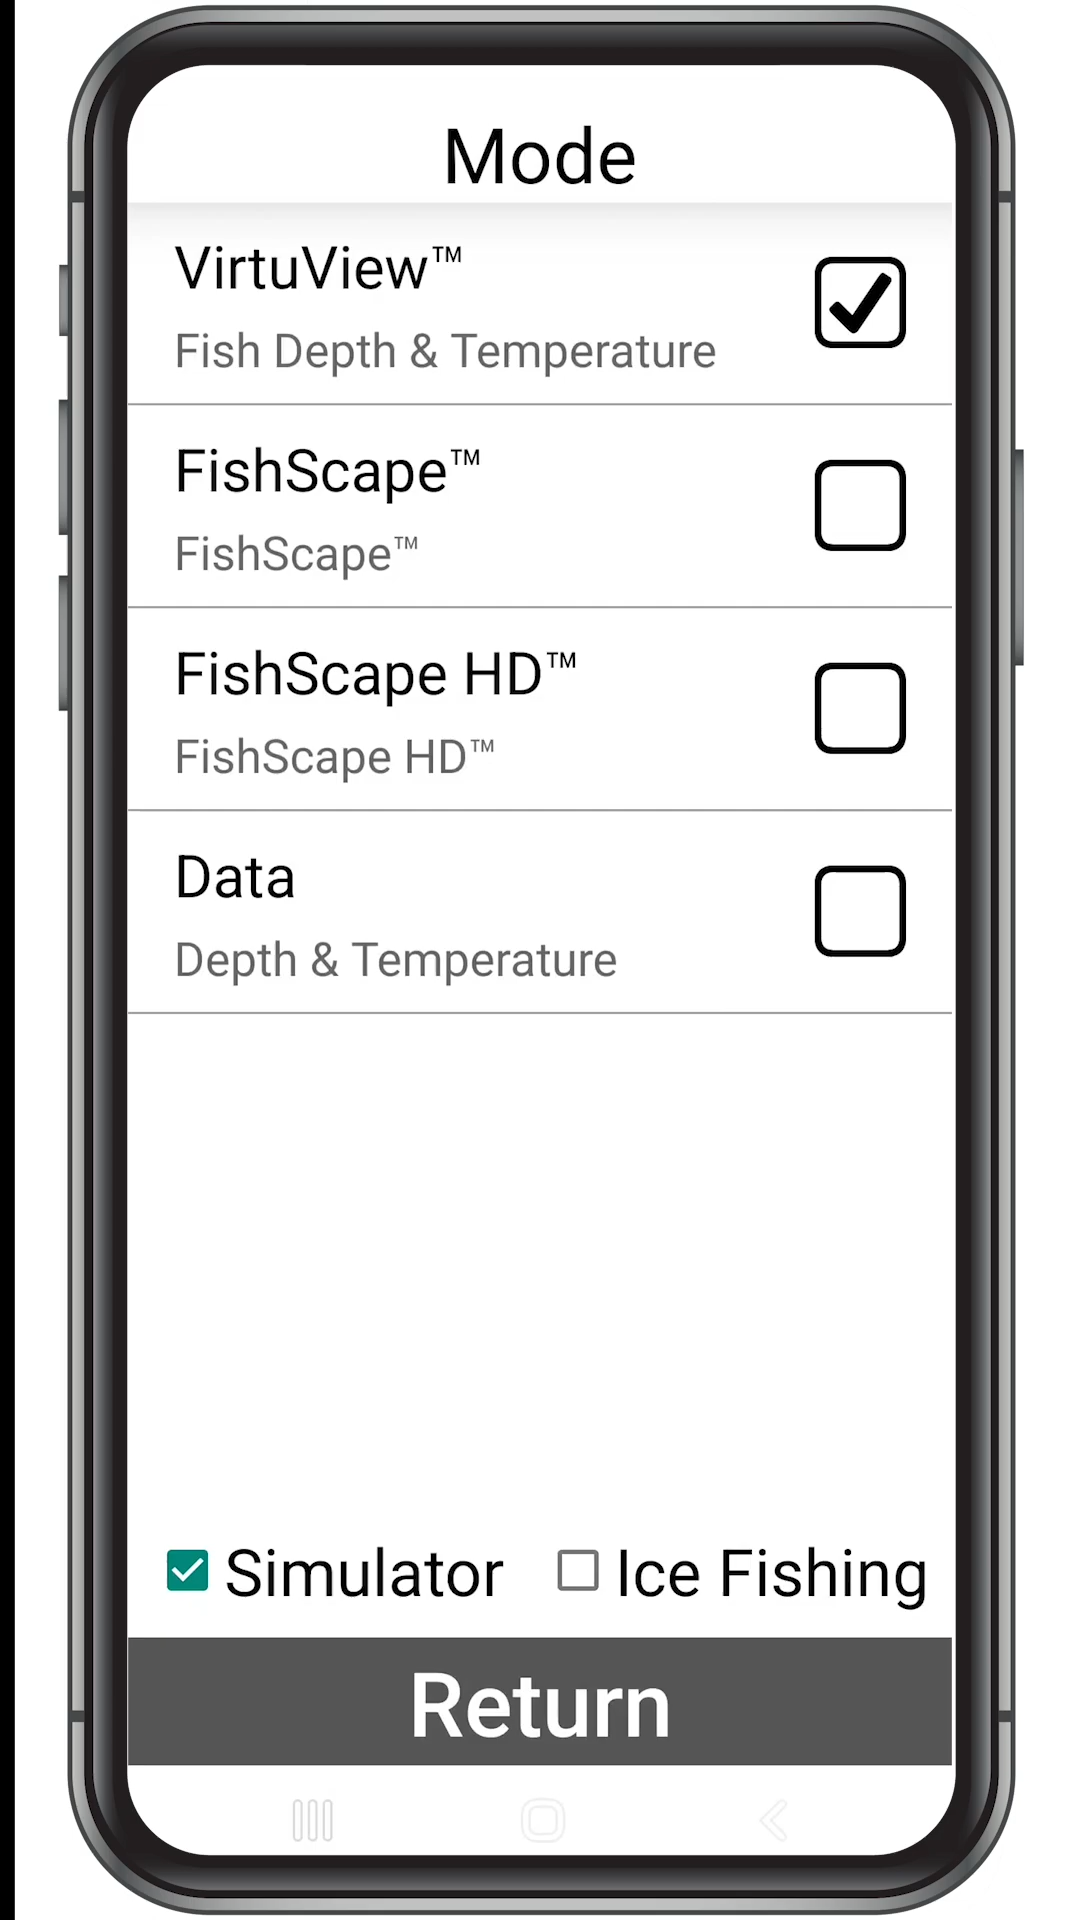 Mode
VirtuView™
Fish Depth & Temperature
FishScape™
FishScape™
FishScape HD™
FishScape HD™
Data
Depth & Temperature
Simulator Ice Fishing
Return